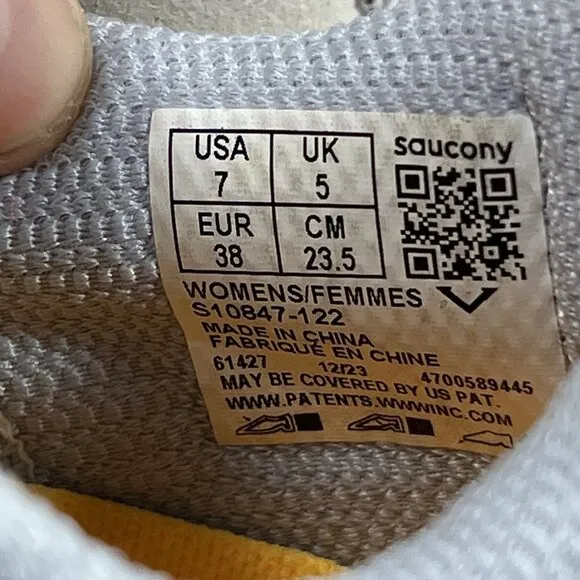 USA UK saucony
7 5
EUR CM
38 23.5
WOMENS/FEMMES
S10847-122
MADE IN CHINA
FABRIQUE EN CHINE
61427 12/23 4700589445
MAY BE COVERED BY US PAT.
WWW.PATENTS.WWWINC.COM